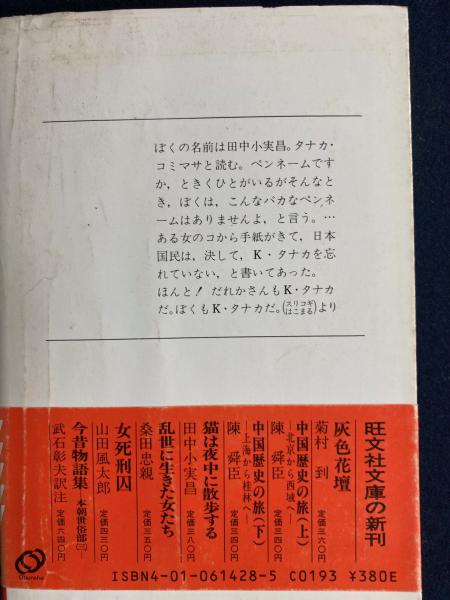 ぼくの名前は田中小実昌。タナカ・
コミマサと読む。ペンネームです
か，ときくひとがいるがそんなと
き，ぼくは，こんなバカなペンネ
ームはありませんよ，と言う。…
ある女のコから手紙がきて，日本
国民は，決して，K・タナカを忘
れていない，と書いてあった。
ほんと！だれかさんもK・タナカ
だ。ぼくもK・タナカだ。(スリコギはこまる)より
旺文社文庫の新刊
灰色花壇
菊村 到 定価三六〇円
中国歴史の旅(上)
―北京から西域へ―
陳 舜臣 定価三四〇円
中国歴史の旅(下)
―上海から桂林へ―
陳 舜臣 定価三四〇円
猫は夜中に散歩する
田中小実昌 定価三八〇円
乱世に生きた女たち
桑田忠親 定価三五〇円
女死刑囚
山田風太郎 定価四三〇円
今昔物語集 ―本朝世俗部(三)―
武石彰夫訳注 定価六四〇円
Obunsha
ISBN4-01-061428-5 C0193 ¥380E